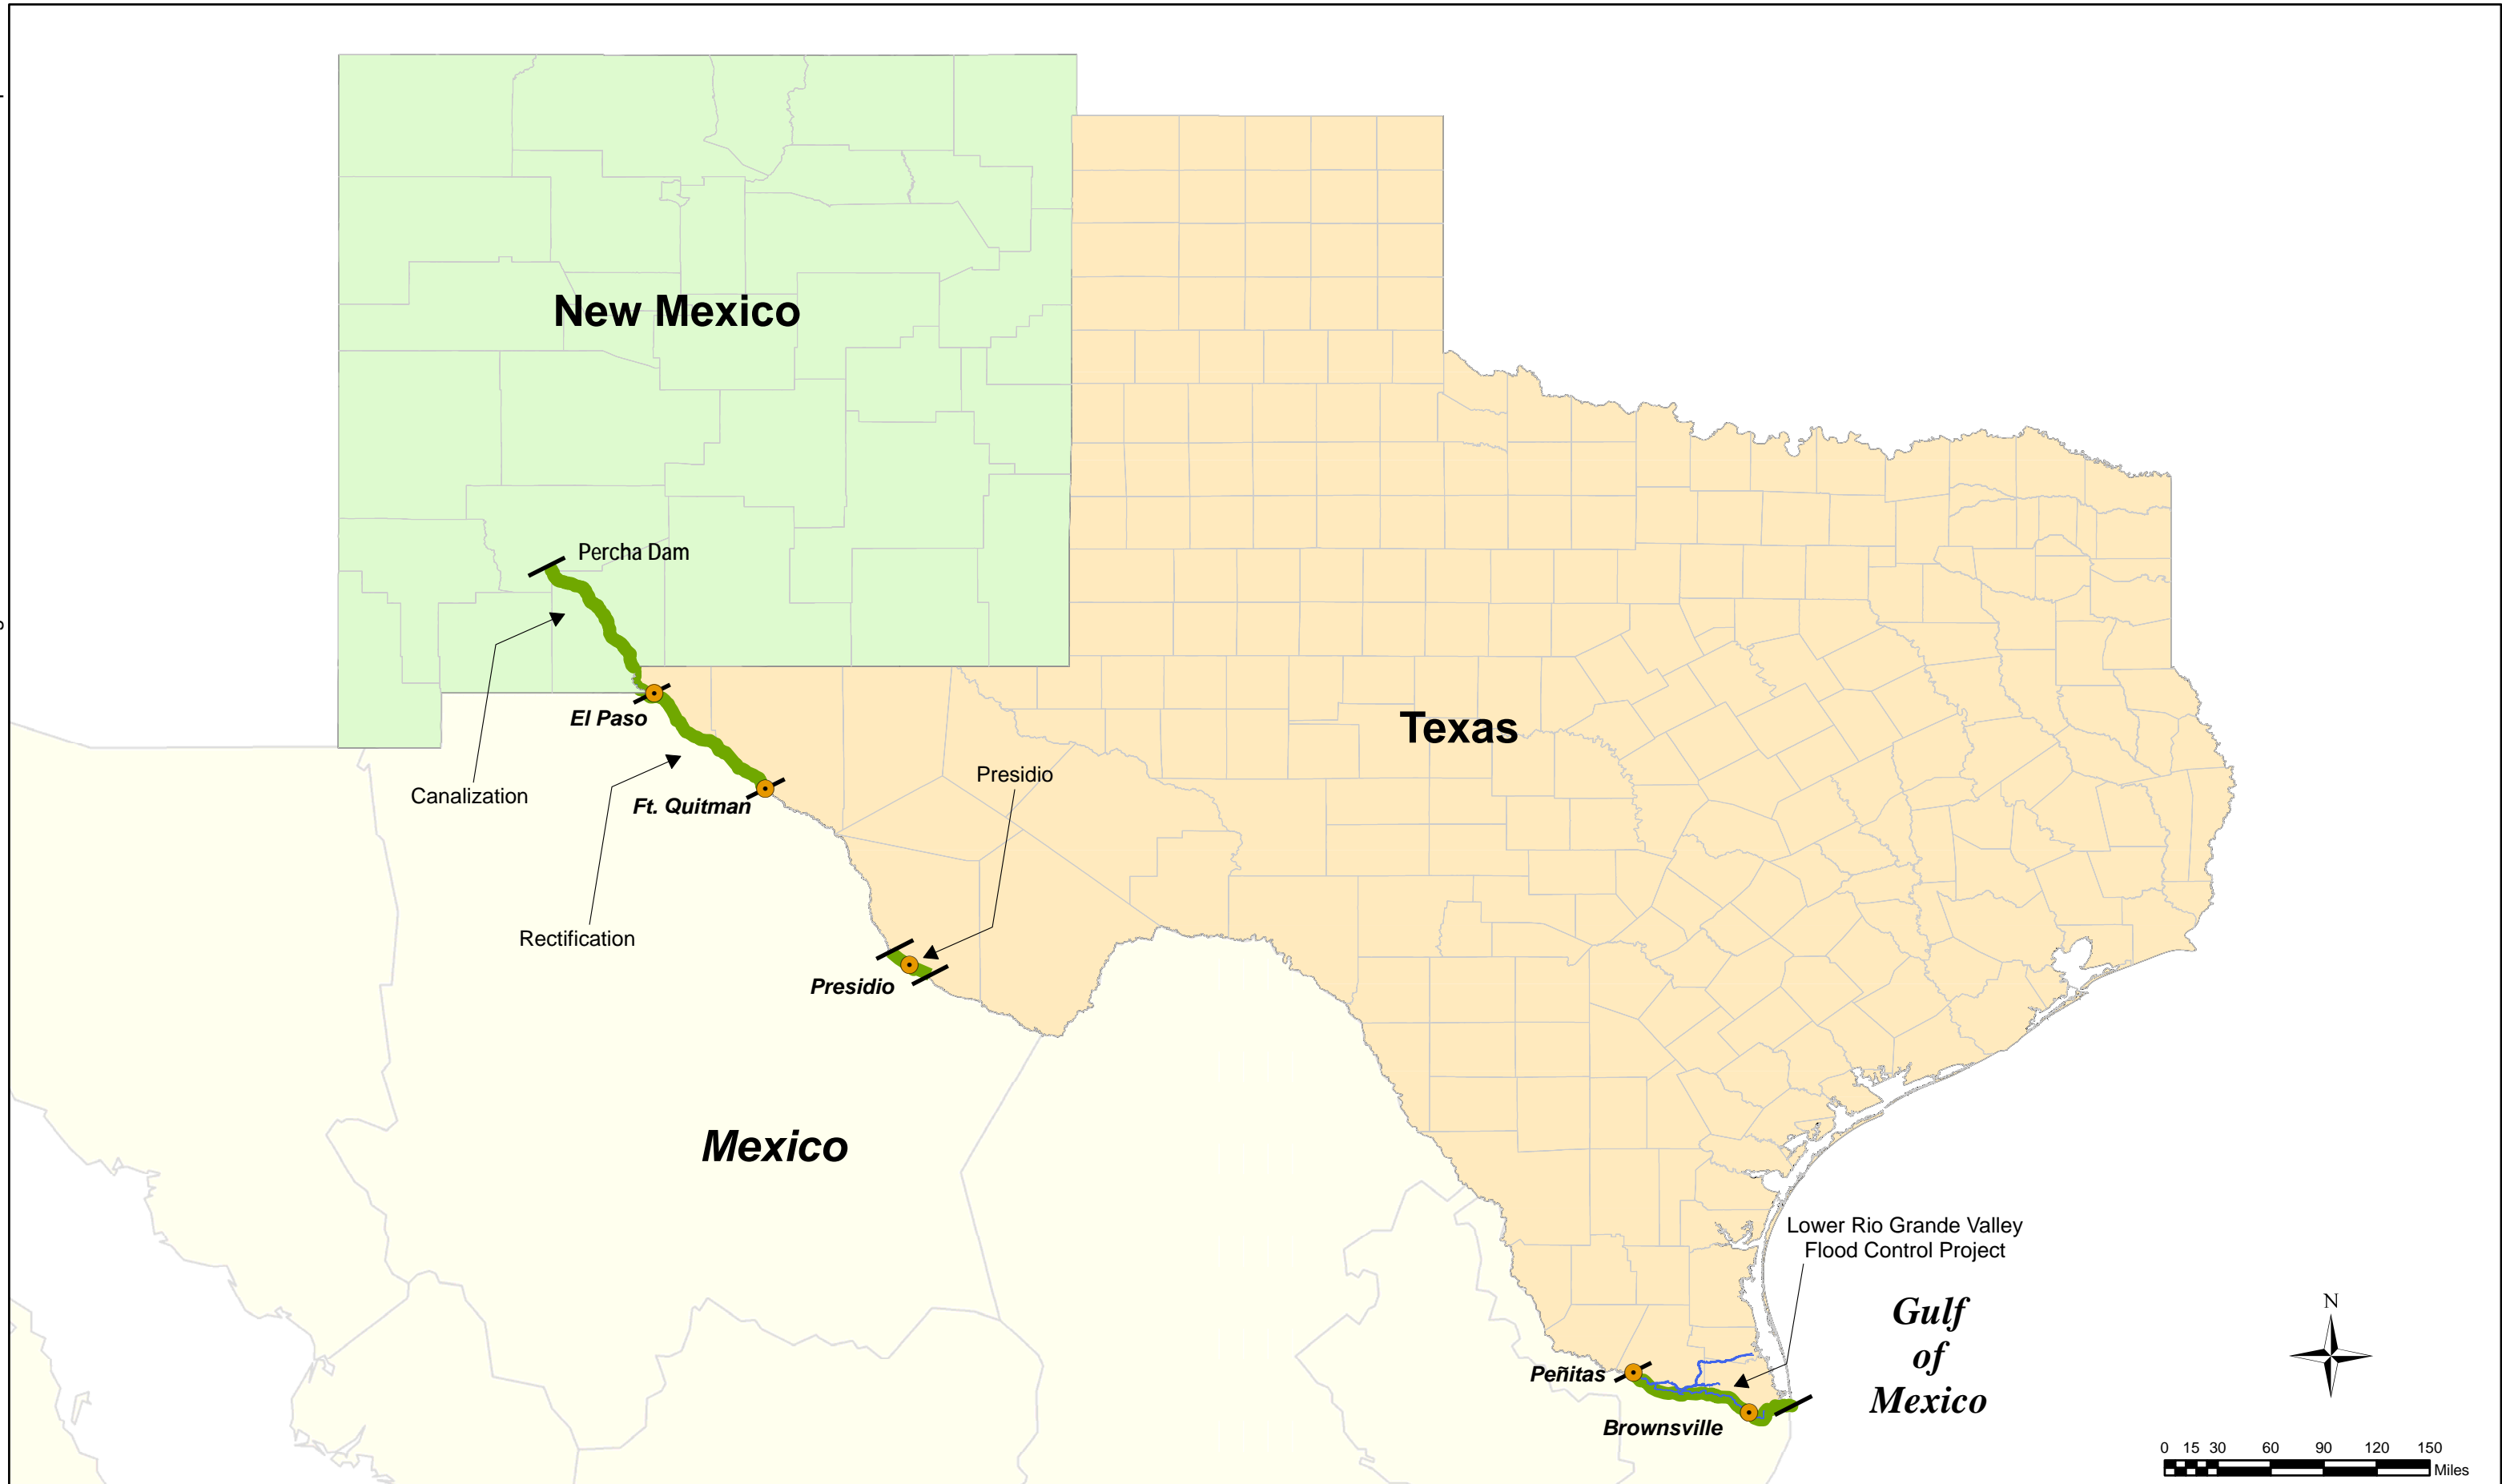 New Mexico
Percha Dam
El Paso
Texas
Canalization
Ft. Quitman
Presidio
Rectification
Presidio
Mexico
Lower Rio Grande Valley
Flood Control Project
Gulf
of
Mexico
N
Peñitas
Brownsville
0 15 30 60 90 120 150
Miles